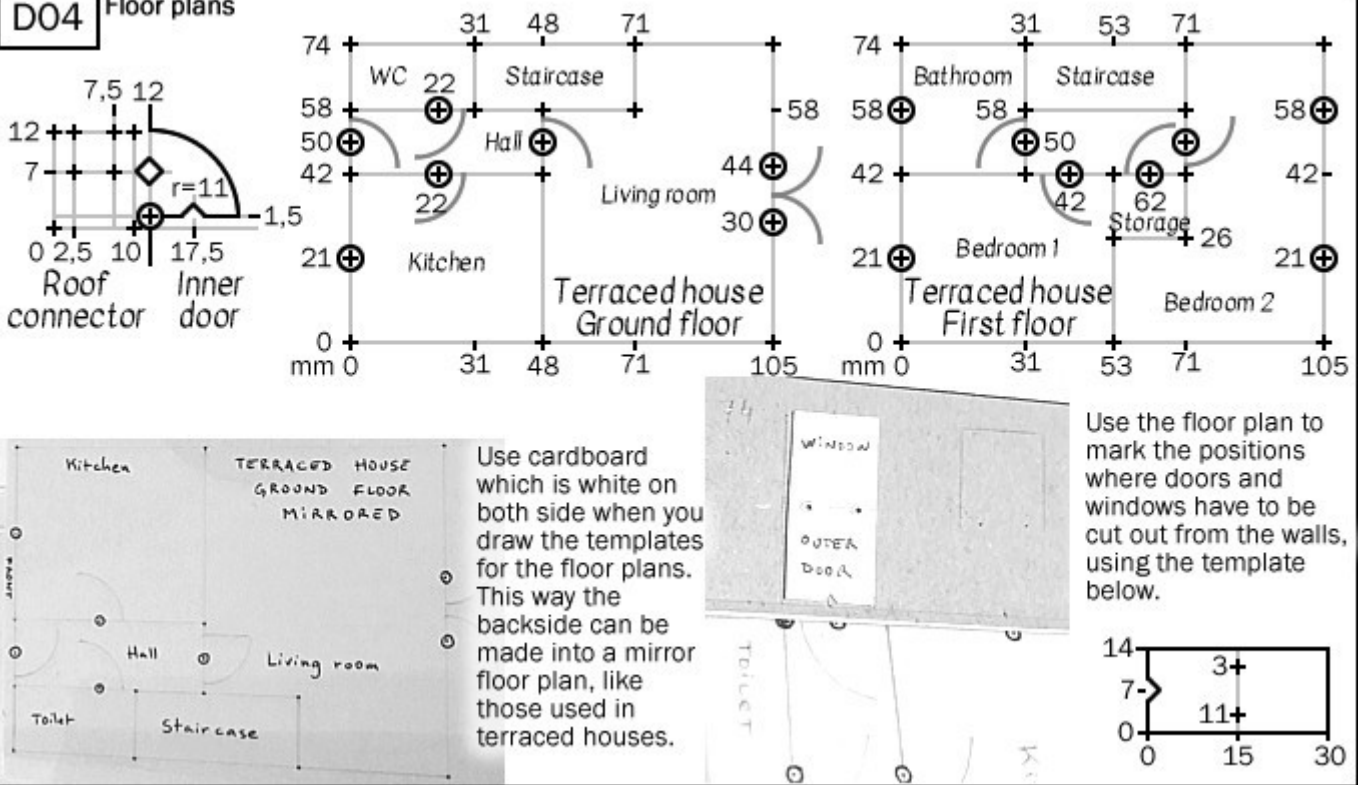 D04
Floor plans
7,5 12
12
7
r=11
1,5
0 2,5 10 17,5
Roof
connector
Inner
door
31 48 71
74
WC
22
Staircase
58
58
50
Hall
44
42
22
Living room
30
21
Kitchen
Terraced house
Ground floor
0
mm 0 31 48 71 105
31 53 71
74
Bathroom
Staircase
58
58
58
50
42
42
42
62
Storage
26
Bedroom 1
21
Bedroom 2
Terraced house
First floor
0
mm 0 31 53 71 105
Kitchen
TERRACED HOUSE
GROUND FLOOR
MIRRORED
FRONT
Hall
Living room
Toilet
Staircase
Use cardboard
which is white on
both side when you
draw the templates
for the floor plans.
This way the
backside can be
made into a mirror
floor plan, like
those used in
terraced houses.
WINDOW
OUTER
DOOR
TOILET
Use the floor plan to
mark the positions
where doors and
windows have to be
cut out from the walls,
using the template
below.
14
3
7
11
0
0 15 30